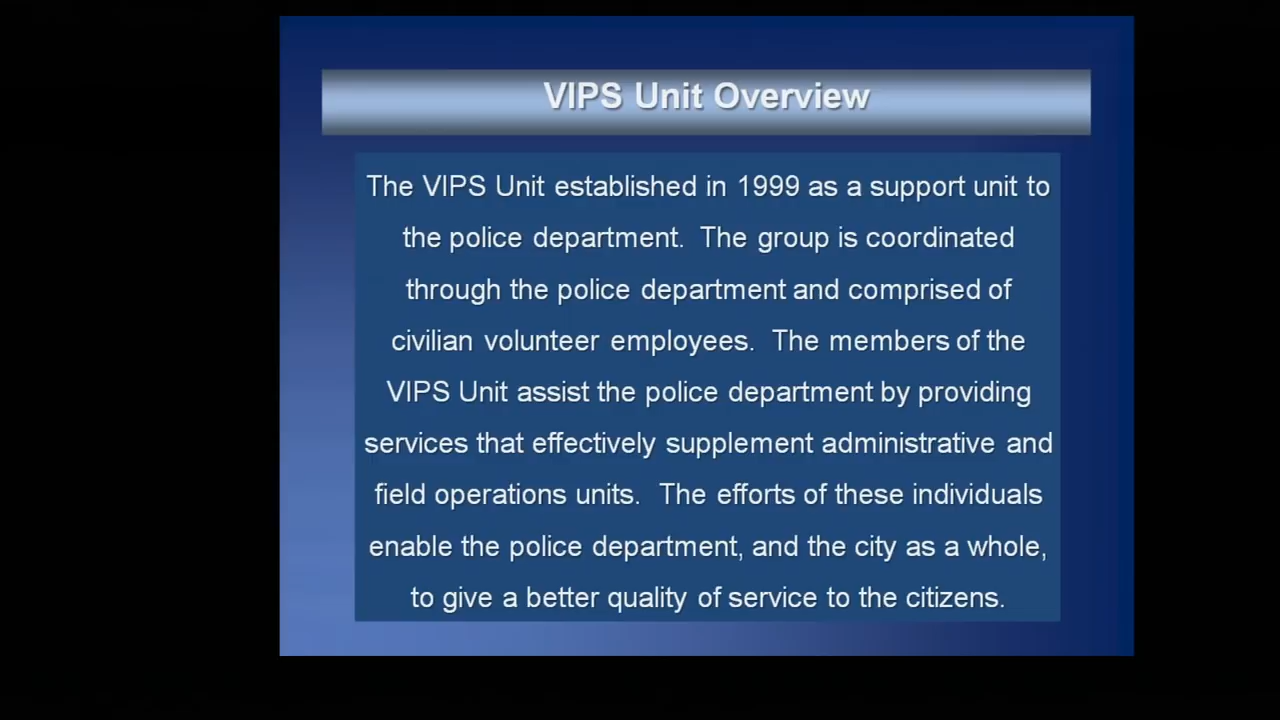 VIPS Unit Overview
The VIPS Unit established in 1999 as a support unit to
the police department.  The group is coordinated
through the police department and comprised of
civilian volunteer employees.  The members of the
VIPS Unit assist the police department by providing
services that effectively supplement administrative and
field operations units.  The efforts of these individuals
enable the police department, and the city as a whole,
to give a better quality of service to the citizens.